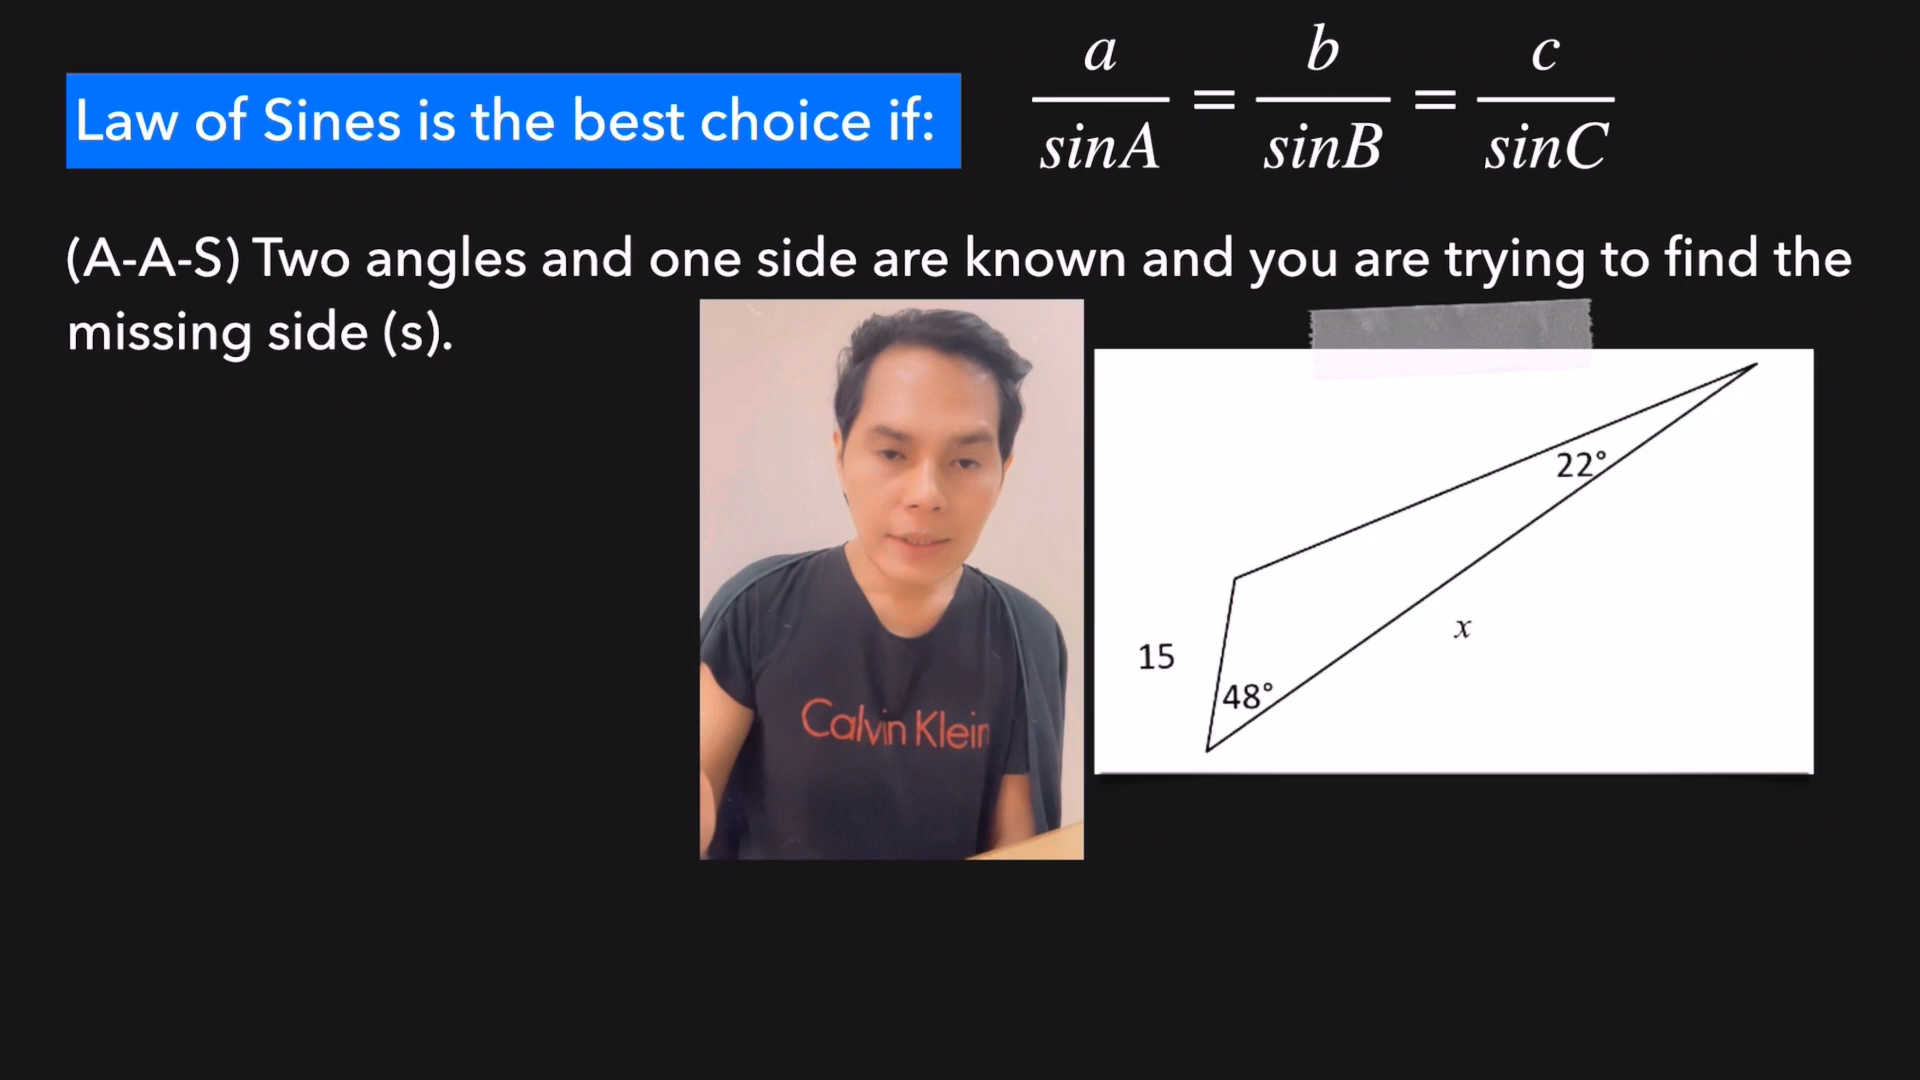 Law of Sines is the best choice if:
a/sinA = b/sinB = c/sinC
(A-A-S) Two angles and one side are known and you are trying to find the
missing side (s).
22°
x
15
48°
Calvin Klein